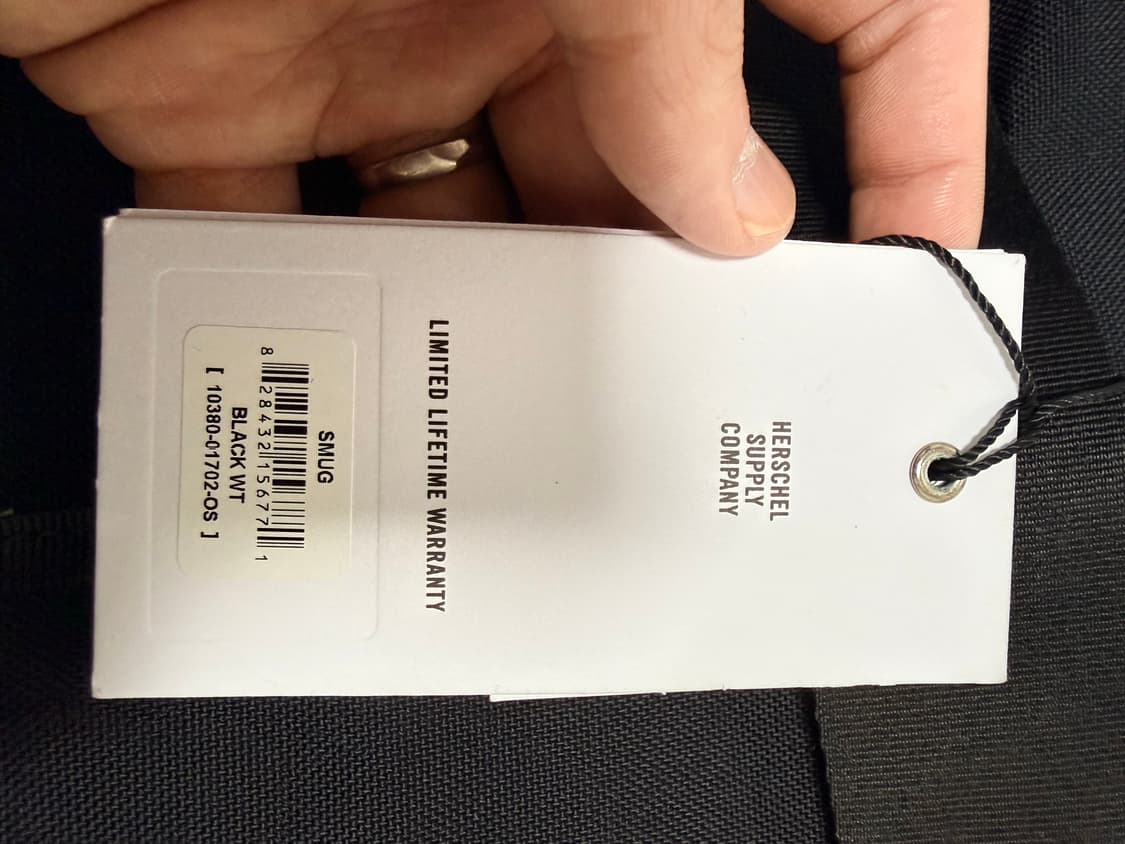 HERSCHEL
SUPPLY
COMPANY
LIMITED LIFETIME WARRANTY
SMUG
8 28432 15677 1
BLACK WT
[ 10380-01702-OS ]